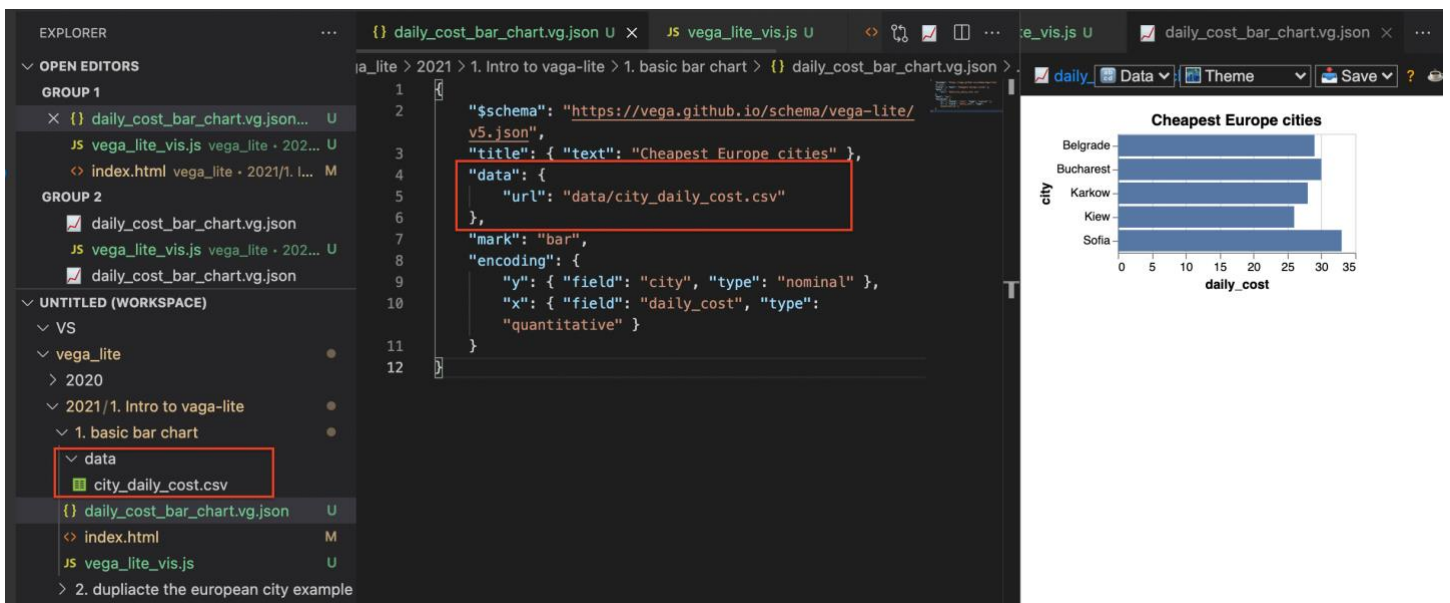 EXPLORER
...
OPEN EDITORS
GROUP 1
{} daily_cost_bar_chart.vg.json... U
JS vega_lite_vis.js vega_lite • 202... U
<> index.html vega_lite • 2021/1. I... M
GROUP 2
daily_cost_bar_chart.vg.json
JS vega_lite_vis.js vega_lite • 202... U
daily_cost_bar_chart.vg.json
UNTITLED (WORKSPACE)
VS
vega_lite
2020
2021/1. Intro to vaga-lite
1. basic bar chart
data
city_daily_cost.csv
{} daily_cost_bar_chart.vg.json U
<> index.html M
JS vega_lite_vis.js U
2. dupliacte the european city example
{} daily_cost_bar_chart.vg.json U × JS vega_lite_vis.js U
a_lite > 2021 > 1. Intro to vaga-lite > 1. basic bar chart > {} daily_cost_bar_chart.vg.json >
1 {
2 "$schema": "https://vega.github.io/schema/vega-lite/
v5.json",
3 "title": { "text": "Cheapest Europe cities" },
4 "data": {
5 "url": "data/city_daily_cost.csv"
6 },
7 "mark": "bar",
8 "encoding": {
9 "y": { "field": "city", "type": "nominal" },
10 "x": { "field": "daily_cost", "type":
"quantitative" }
11 }
12 }
e_vis.js U daily_cost_bar_chart.vg.json × ...
daily_ Data Theme Save ?
Cheapest Europe cities
Belgrade
Bucharest
Karkow
Kiew
Sofia
city
0 5 10 15 20 25 30 35
daily_cost